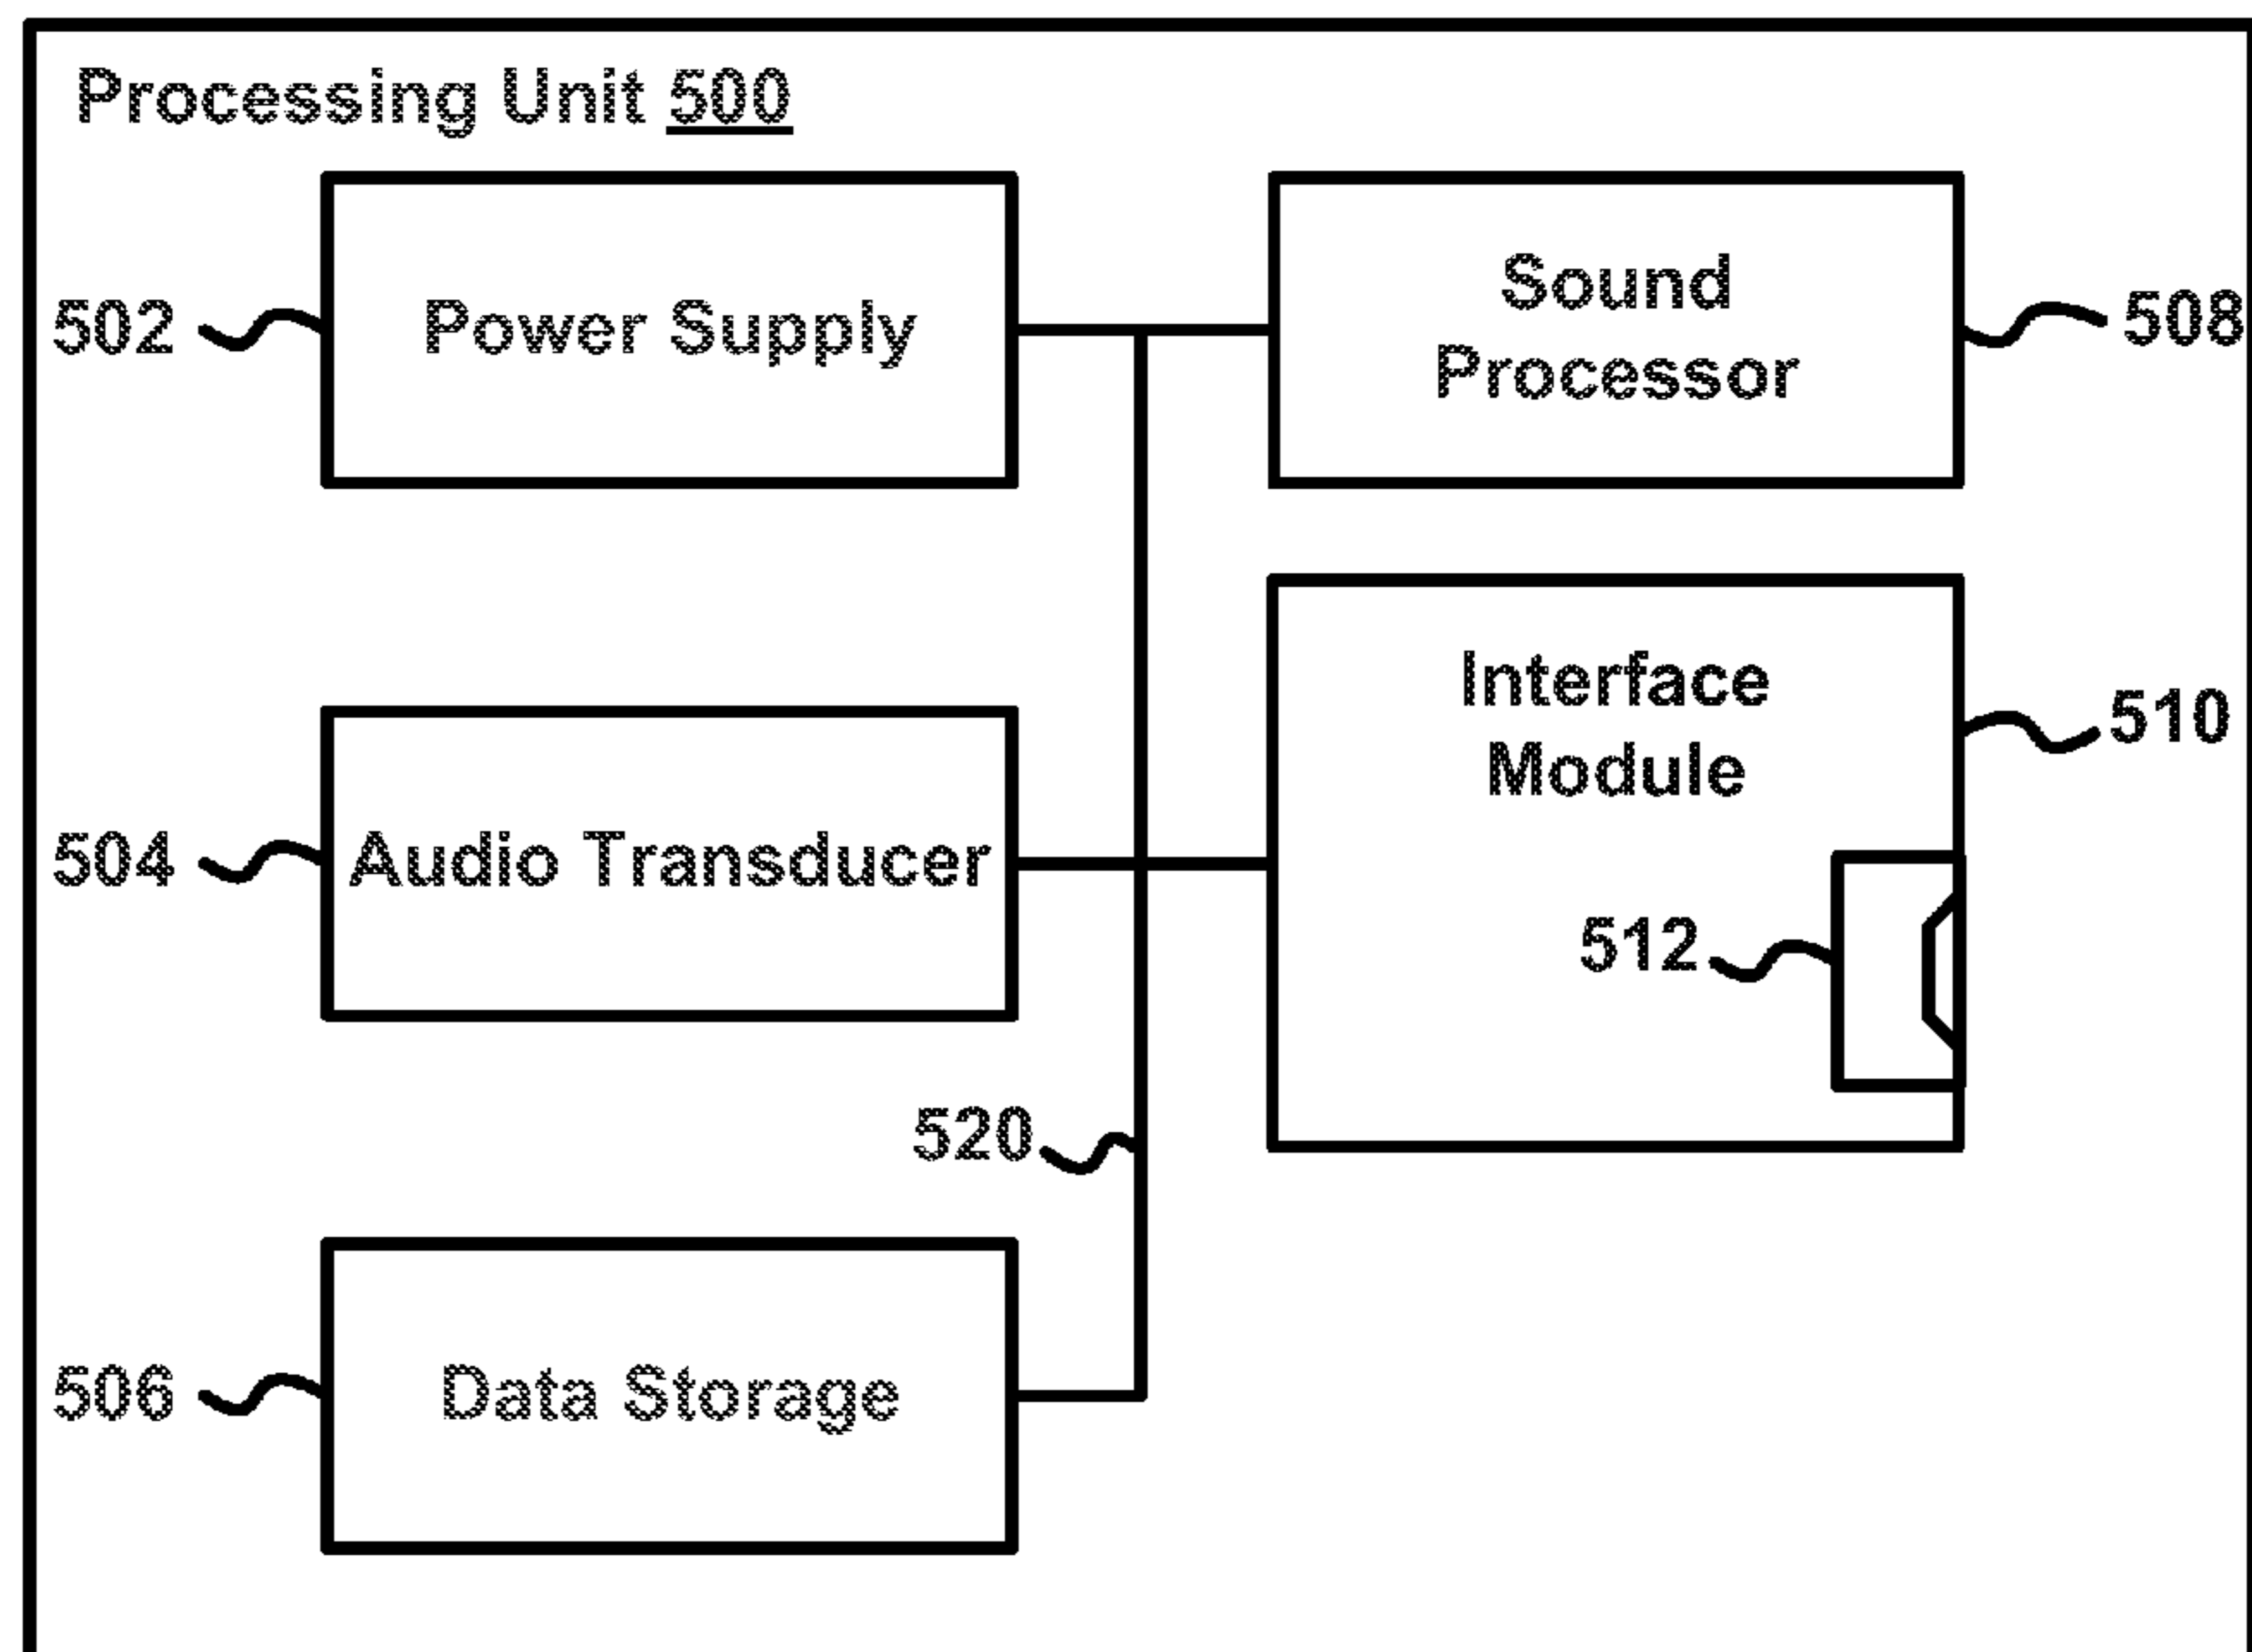 Processing Unit 500
502
Power Supply
Sound
Processor
508
Interface
Module
510
504
Audio Transducer
512
520
506
Data Storage